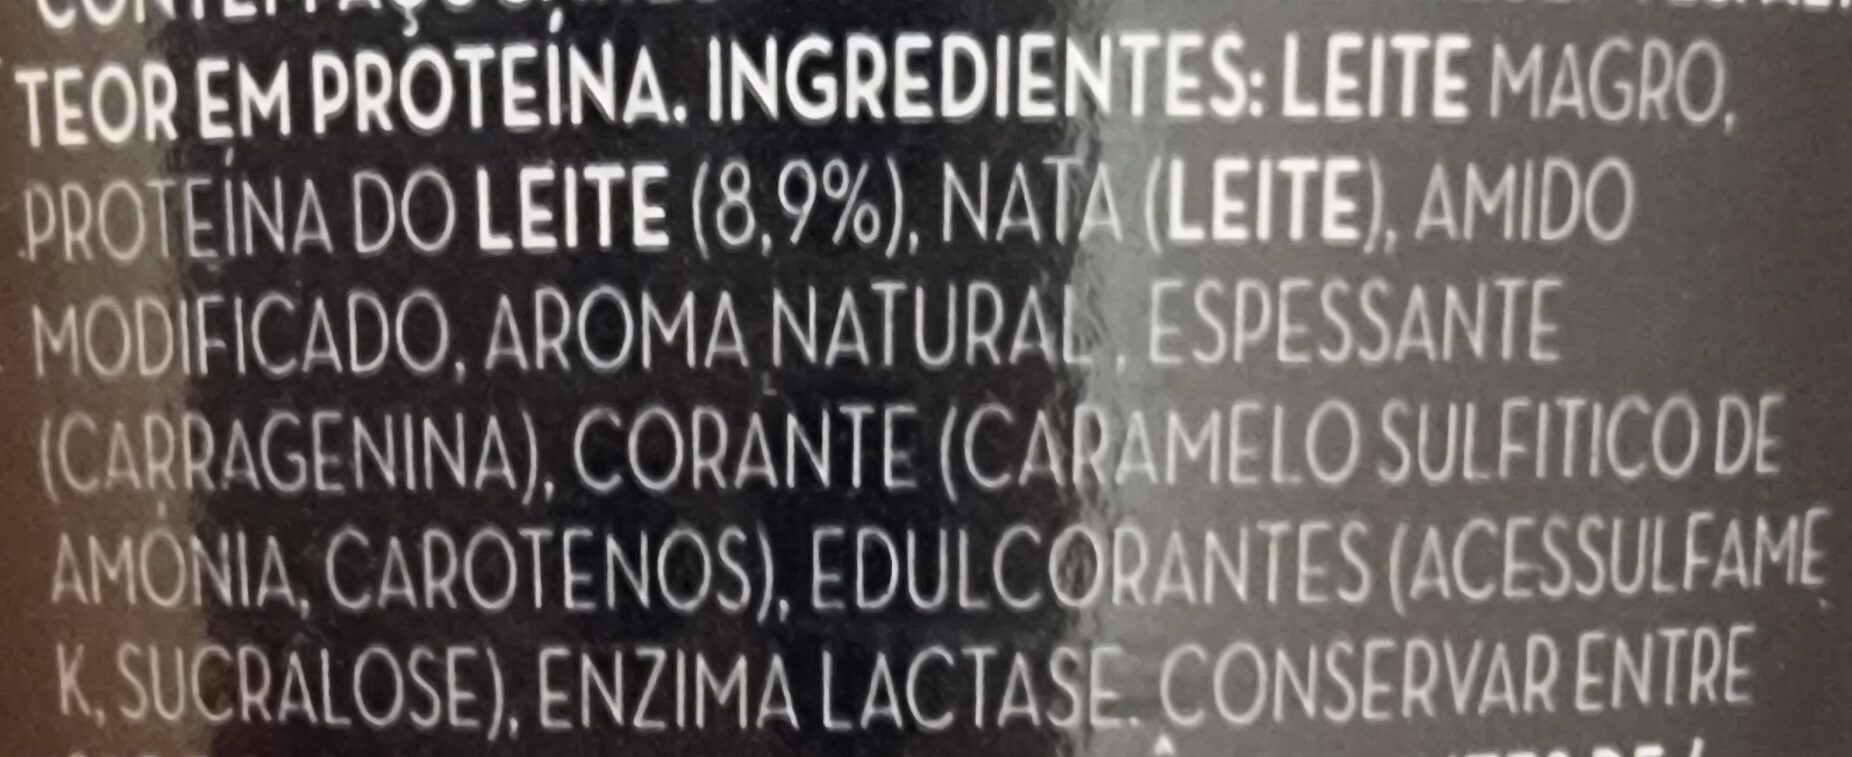 TEOR EM PROTEÍNA. INGREDIENTES: LEITE MAGRO,
PROTEÍNA DO LEITE (8,9%), NATA (LEITE), AMIDO
MODIFICADO, AROMA NATURAL, ESPESSANTE
(CARRAGENINA), CORANTE (CARAMELO SULFITICO DE
AMÓNIA, CAROTENOS), EDULCORANTES (ACESSULFAME
K, SUCRALOSE), ENZIMA LACTASE. CONSERVAR ENTRE